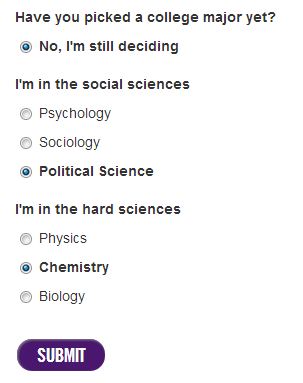 Have you picked a college major yet?
No, I'm still deciding
I'm in the social sciences
Psychology
Sociology
Political Science
I'm in the hard sciences
Physics
Chemistry
Biology
SUBMIT